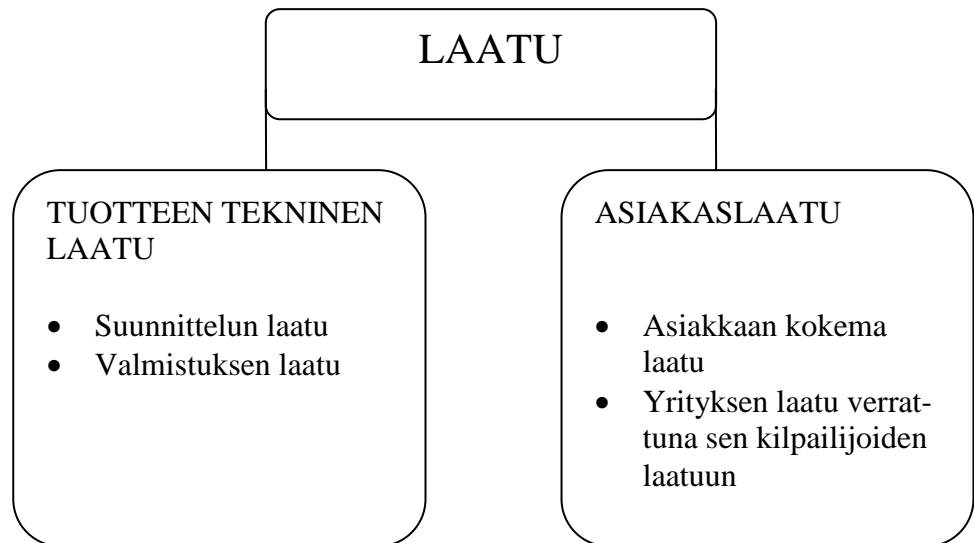 LAATU
TUOTTEEN TEKNINEN
LAATU
• Suunnittelun laatu
• Valmistuksen laatu
ASIAKASLAATU
• Asiakkaan kokema
laatu
• Yrityksen laatu verrat-
tuna sen kilpailijoiden
laatuun